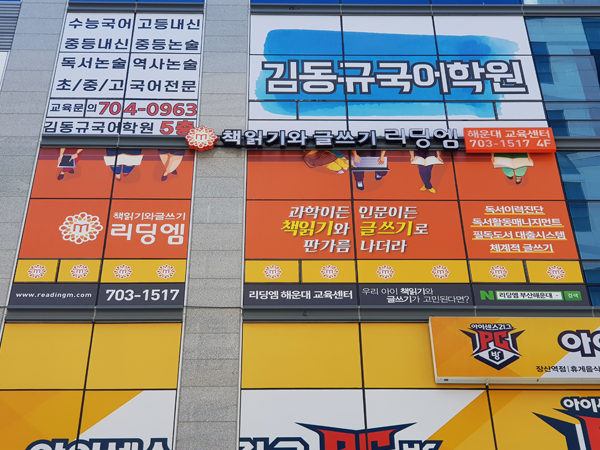 수능국어 고등내신
중등내신 중등논술
독서논술 역사논술
초/중/고 국어전문
교육문의 704-0963
김동규국어학원 5층
김동규국어학원
m 책읽기와 글쓰기 리딩엠
해운대 교육센터
703-1517 4F
m 책읽기와글쓰기
리딩엠
www.readingm.com 703-1517
과학이든 인문이든
책읽기와 글쓰기로
판가름 나더라
독서이력진단
독서활동매니지먼트
필독도서 대출시스템
체계적 글쓰기
리딩엠 해운대 교육센터
우리 아이 책읽기와
글쓰기가 고민된다면?
N 리딩엠 부산해운대 검색
아이센스리그
PC
방
장산역점 | 휴게음식
아이센스